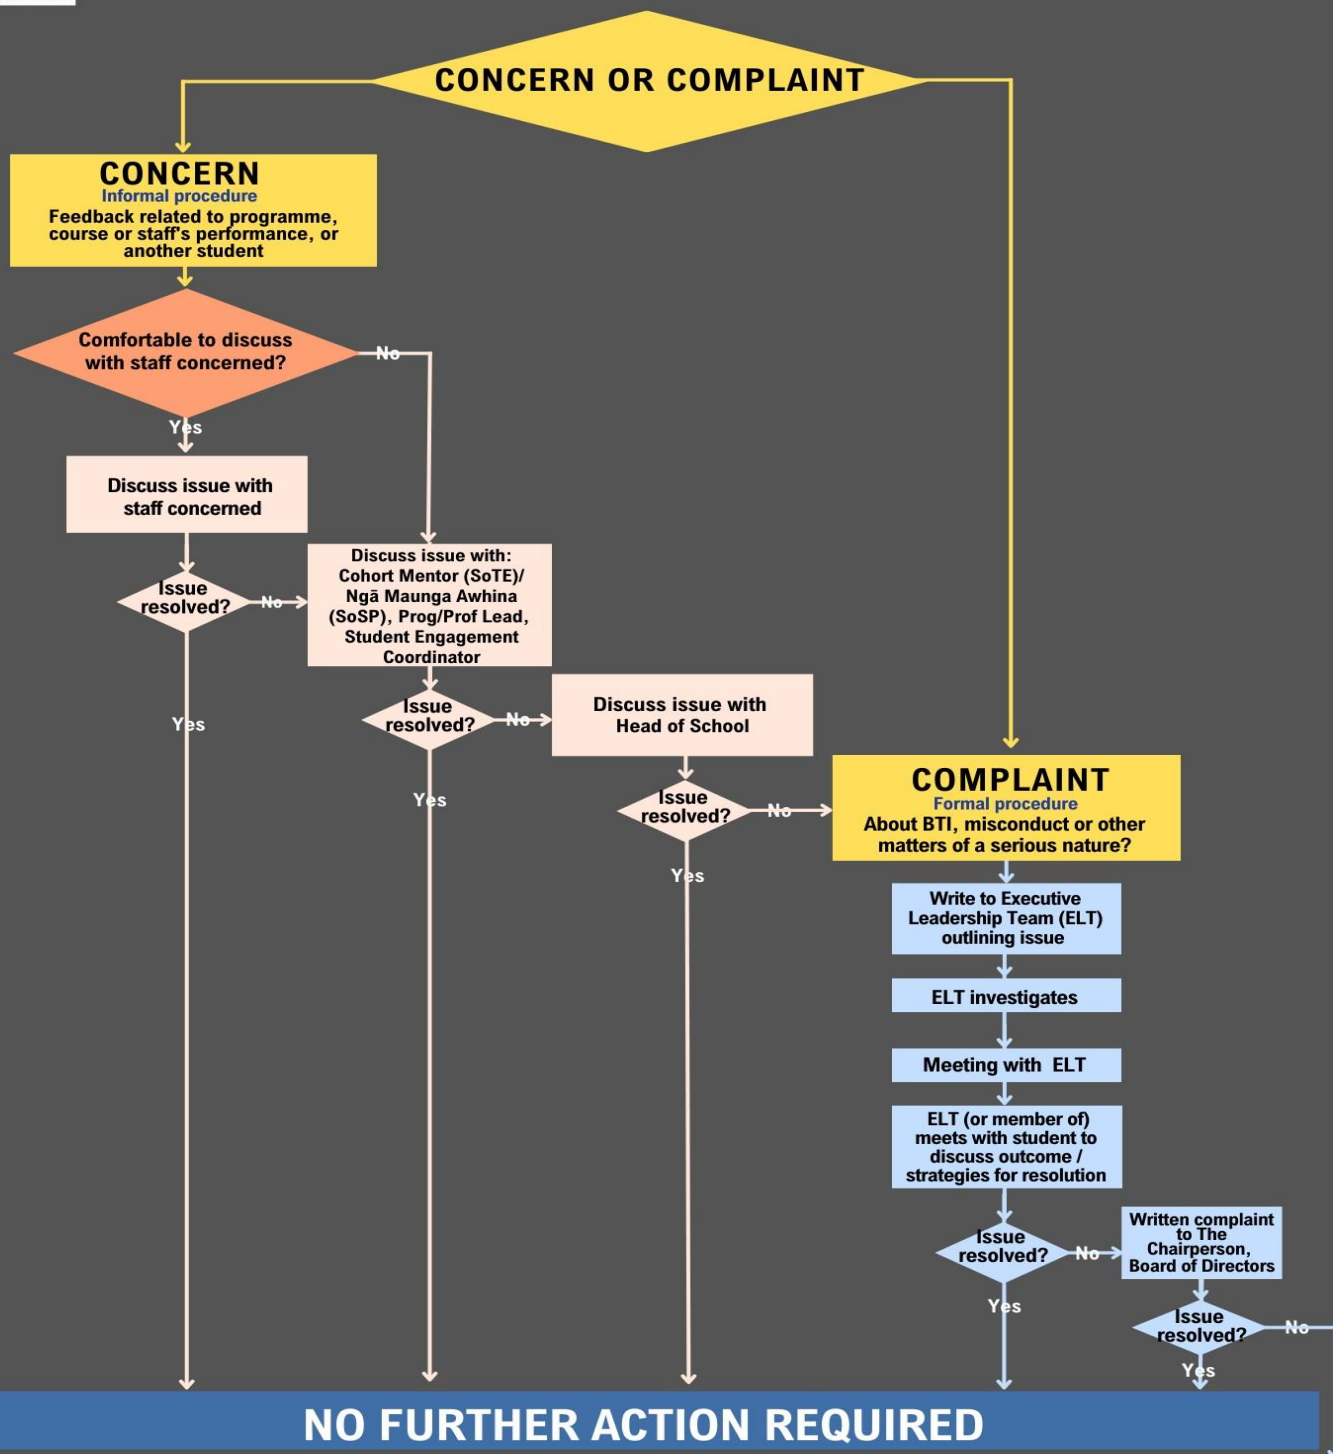 CONCERN OR COMPLAINT
CONCERN
Informal procedure
Feedback related to programme,
course or staff's performance, or
another student
Comfortable to discuss
with staff concerned?
No
Yes
Discuss issue with
staff concerned
Issue
resolved?
No
Yes
Discuss issue with:
Cohort Mentor (SoTE)/
Ngā Maunga Awhina
(SoSP), Prog/Prof Lead,
Student Engagement
Coordinator
Issue
resolved?
No
Yes
Discuss issue with
Head of School
Issue
resolved?
No
Yes
COMPLAINT
Formal procedure
About BTI, misconduct or other
matters of a serious nature?
Write to Executive
Leadership Team (ELT)
outlining issue
ELT investigates
Meeting with ELT
ELT (or member of)
meets with student to
discuss outcome /
strategies for resolution
Issue
resolved?
No
Yes
Written complaint
to The
Chairperson,
Board of Directors
Issue
resolved?
No
Yes
NO FURTHER ACTION REQUIRED